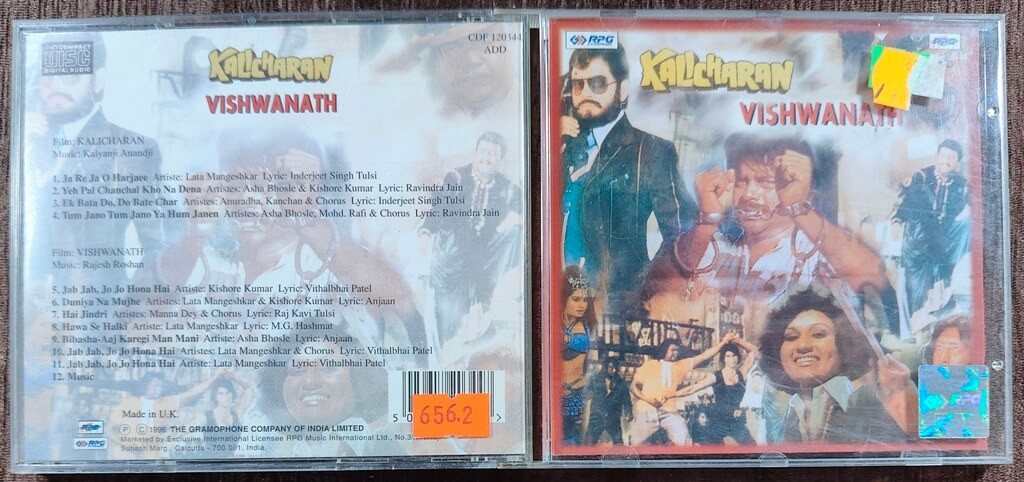 COMPACT
DISC
DIGITAL AUDIO
CDF 120344
ADD
KALICHARAN
VISHWANATH
Film: KALICHARAN
Music: Kalyanji Anandji
1. Ja Re Ja O Harjaee Artiste: Lata Mangeshkar Lyric: Inderjeet Singh Tulsi
2. Yeh Pal Chanchal Kho Na Dena Artistes: Asha Bhosle & Kishore Kumar Lyric: Ravindra Jain
3. Ek Bata Do, Do Bate Char Artistes: Anuradha, Kanchan & Chorus Lyric: Inderjeet Singh Tulsi
4. Tum Jano Tum Jano Ya Hum Janen Artistes: Asha Bhosle, Mohd. Rafi & Chorus Lyric: Ravindra Jain
Film: VISHWANATH
Music: Rajesh Roshan
5. Jab Jab, Jo Jo Hona Hai Artiste: Kishore Kumar Lyric: Vithalbhai Patel
6. Duniya Na Mujhe Artistes: Lata Mangeshkar & Kishore Kumar Lyric: Anjaan
7. Hai Jindri Artistes: Manna Dey & Chorus Lyric: Raj Kavi Tulsi
8. Hawa Se Halki Artiste: Lata Mangeshkar Lyric: M.G. Hashmat
9. Bibasha-Aaj Karegi Man Mani Artiste: Asha Bhosle Lyric: Anjaan
10. Jab Jab, Jo Jo Hona Hai Artistes: Lata Mangeshkar & Chorus Lyric: Vithalbhai Patel
11. Jab Jab, Jo Jo Hona Hai Artiste: Lata Mangeshkar Lyric: Vithalbhai Patel
12. Music
5
656.2
Made in U.K.
RPG
Ⓟ © 1996 THE GRAMOPHONE COMPANY OF INDIA LIMITED
Marketed by Exclusive International Licensee RPG Music International Ltd., No.3
Subash Marg, Calcutta - 700 001. India.
RPG
RPG
KALICHARAN
VISHWANATH
RPG